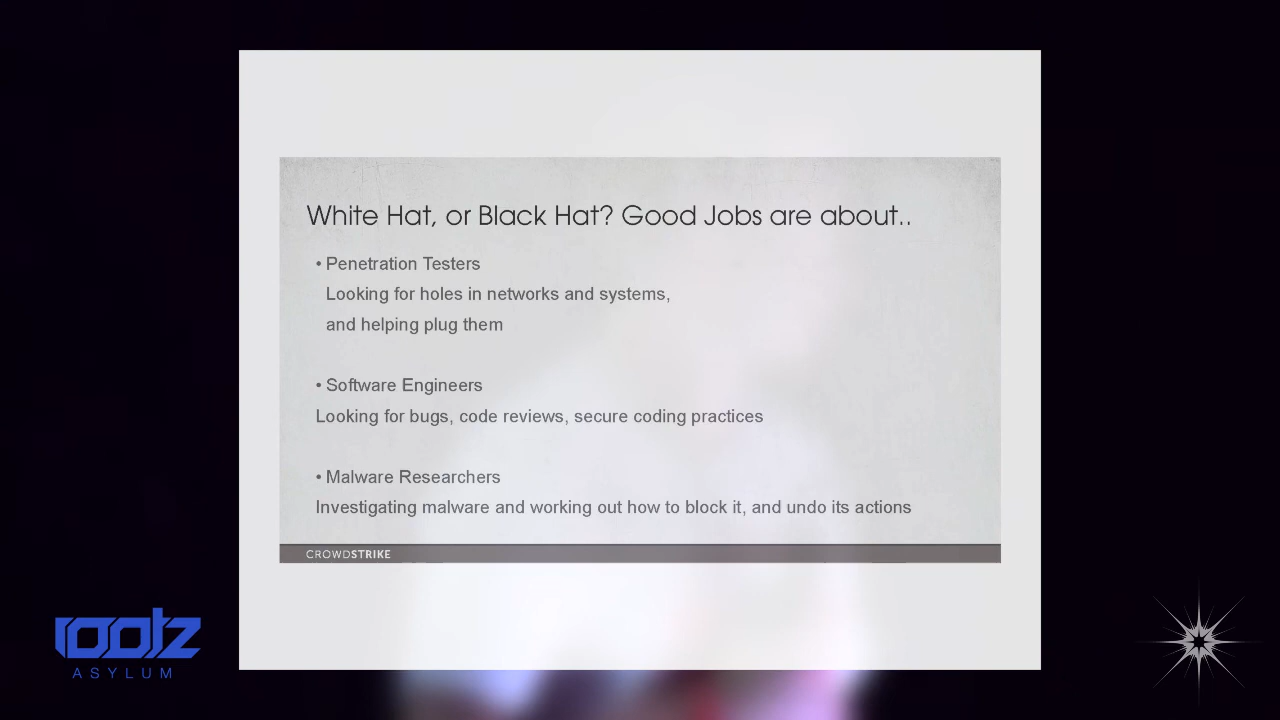 White Hat, or Black Hat? Good Jobs are about..
• Penetration Testers
Looking for holes in networks and systems,
and helping plug them
• Software Engineers
Looking for bugs, code reviews, secure coding practices
• Malware Researchers
Investigating malware and working out how to block it, and undo its actions
CROWDSTRIKE
rootz
ASYLUM